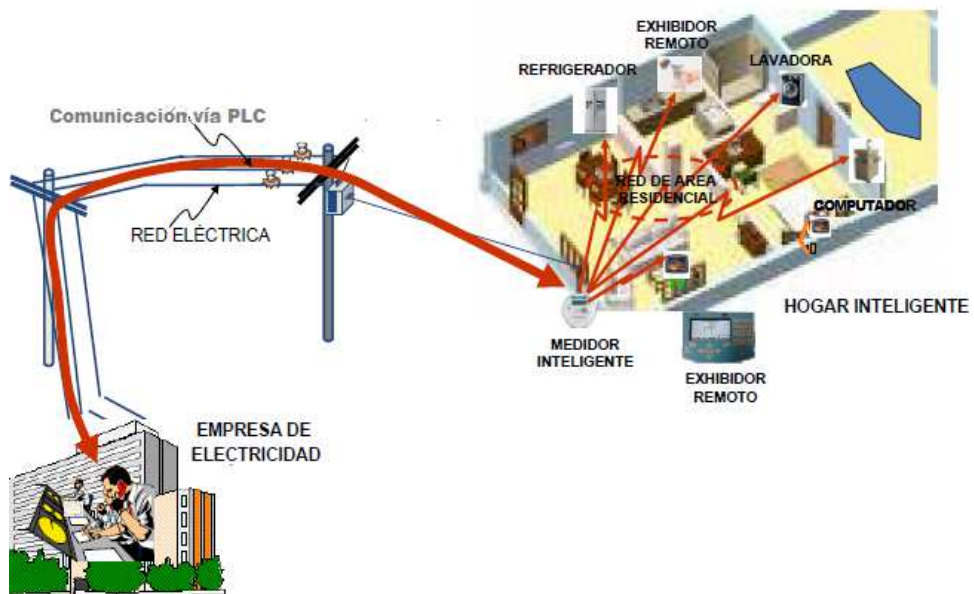 EXHIBIDOR
REMOTO
REFRIGERADOR
LAVADORA
Comunicación vía PLC
RED DE AREA
RESIDENCIAL
COMPUTADOR
RED ELÉCTRICA
HOGAR INTELIGENTE
MEDIDOR
INTELIGENTE
EXHIBIDOR
REMOTO
EMPRESA DE
ELECTRICIDAD